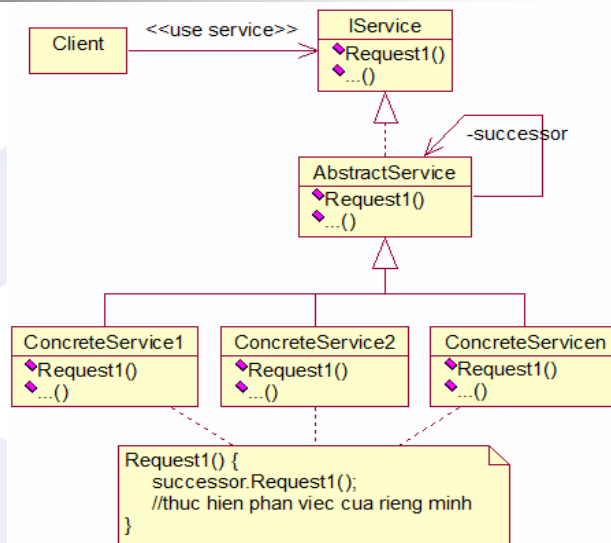 Client
<<use service>>
IService
Request1()
...()
-successor
AbstractService
Request1()
...()
ConcreteService1
Request1()
...()
ConcreteService2
Request1()
...()
ConcreteServicen
Request1()
...()
Request1() {
successor.Request1();
//thuc hien phan viec cua rieng minh
}